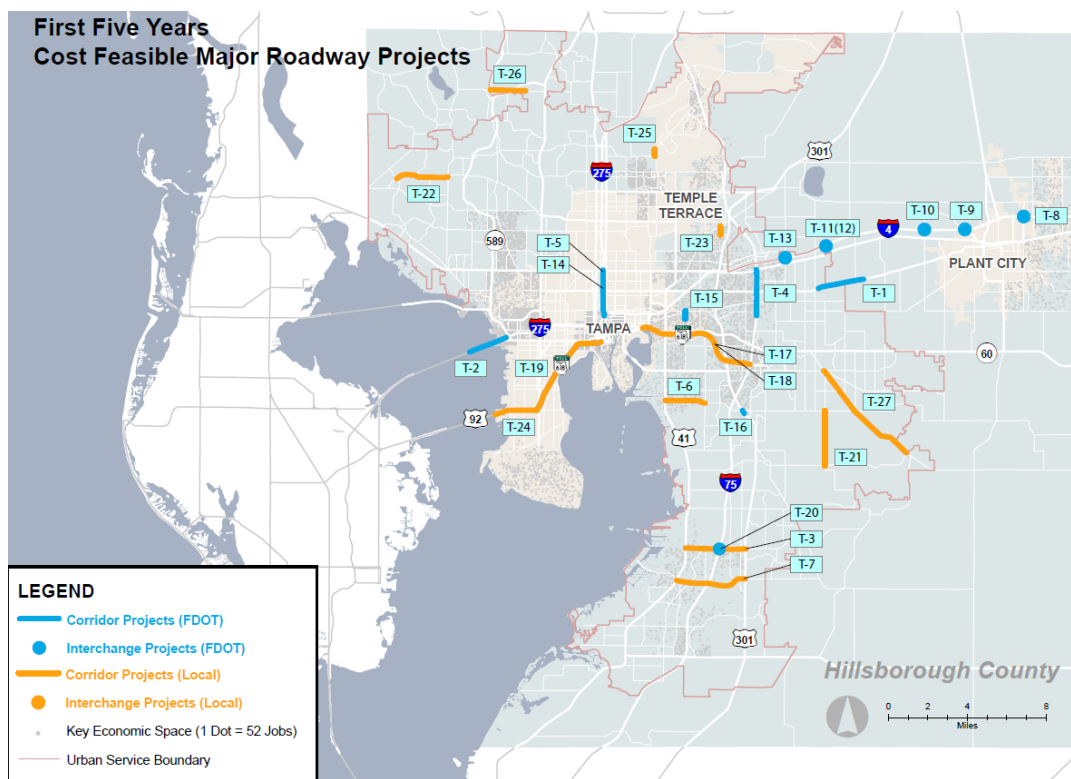 First Five Years
Cost Feasible Major Roadway Projects
T-26
T-25
301
275
T-22
TEMPLE
TERRACE
T-10
T-9
T-8
T-11(12)
4
T-13
T-23
589
T-5
T-14
PLANT CITY
T-4
T-1
T-15
275
TAMPA
TOLL
618
T-17
60
T-2
T-19
TOLL
618
T-18
T-6
T-27
92
T-24
T-16
41
T-21
75
T-20
T-3
T-7
301
LEGEND
Corridor Projects (FDOT)
Interchange Projects (FDOT)
Corridor Projects (Local)
Interchange Projects (Local)
Key Economic Space (1 Dot = 52 Jobs)
Urban Service Boundary
Hillsborough County
0 2 4 8
Miles